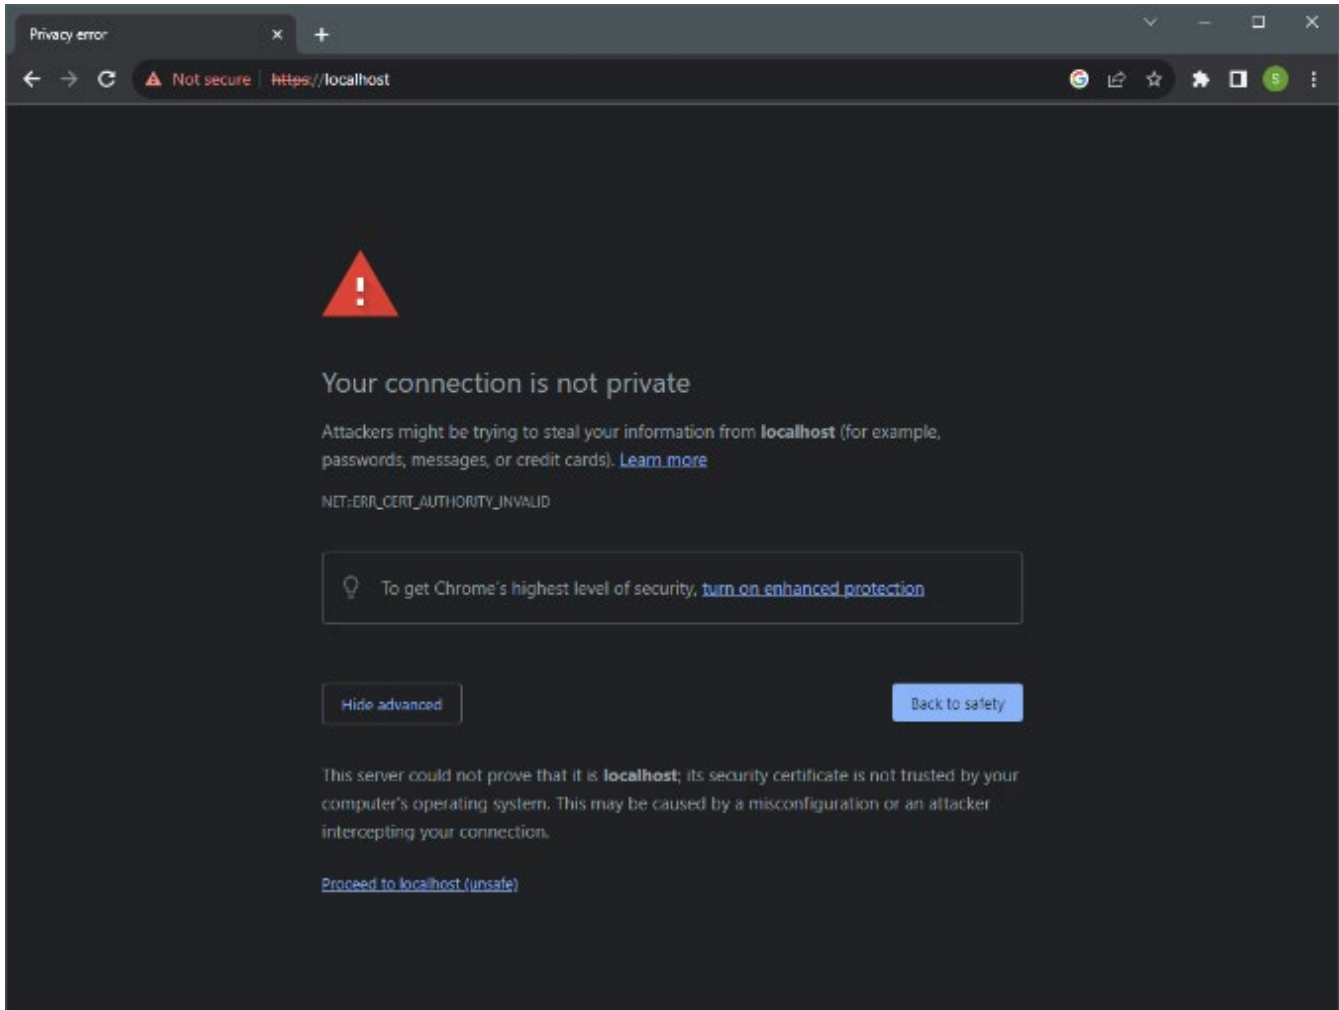 Privacy error
Not secure https://localhost
S
Your connection is not private
Attackers might be trying to steal your information from localhost (for example,
passwords, messages, or credit cards). Learn more
NET::ERR_CERT_AUTHORITY_INVALID
To get Chrome's highest level of security, turn on enhanced protection
Hide advanced
Back to safety
This server could not prove that it is localhost; its security certificate is not trusted by your
computer's operating system. This may be caused by a misconfiguration or an attacker
intercepting your connection.
Proceed to localhost (unsafe)